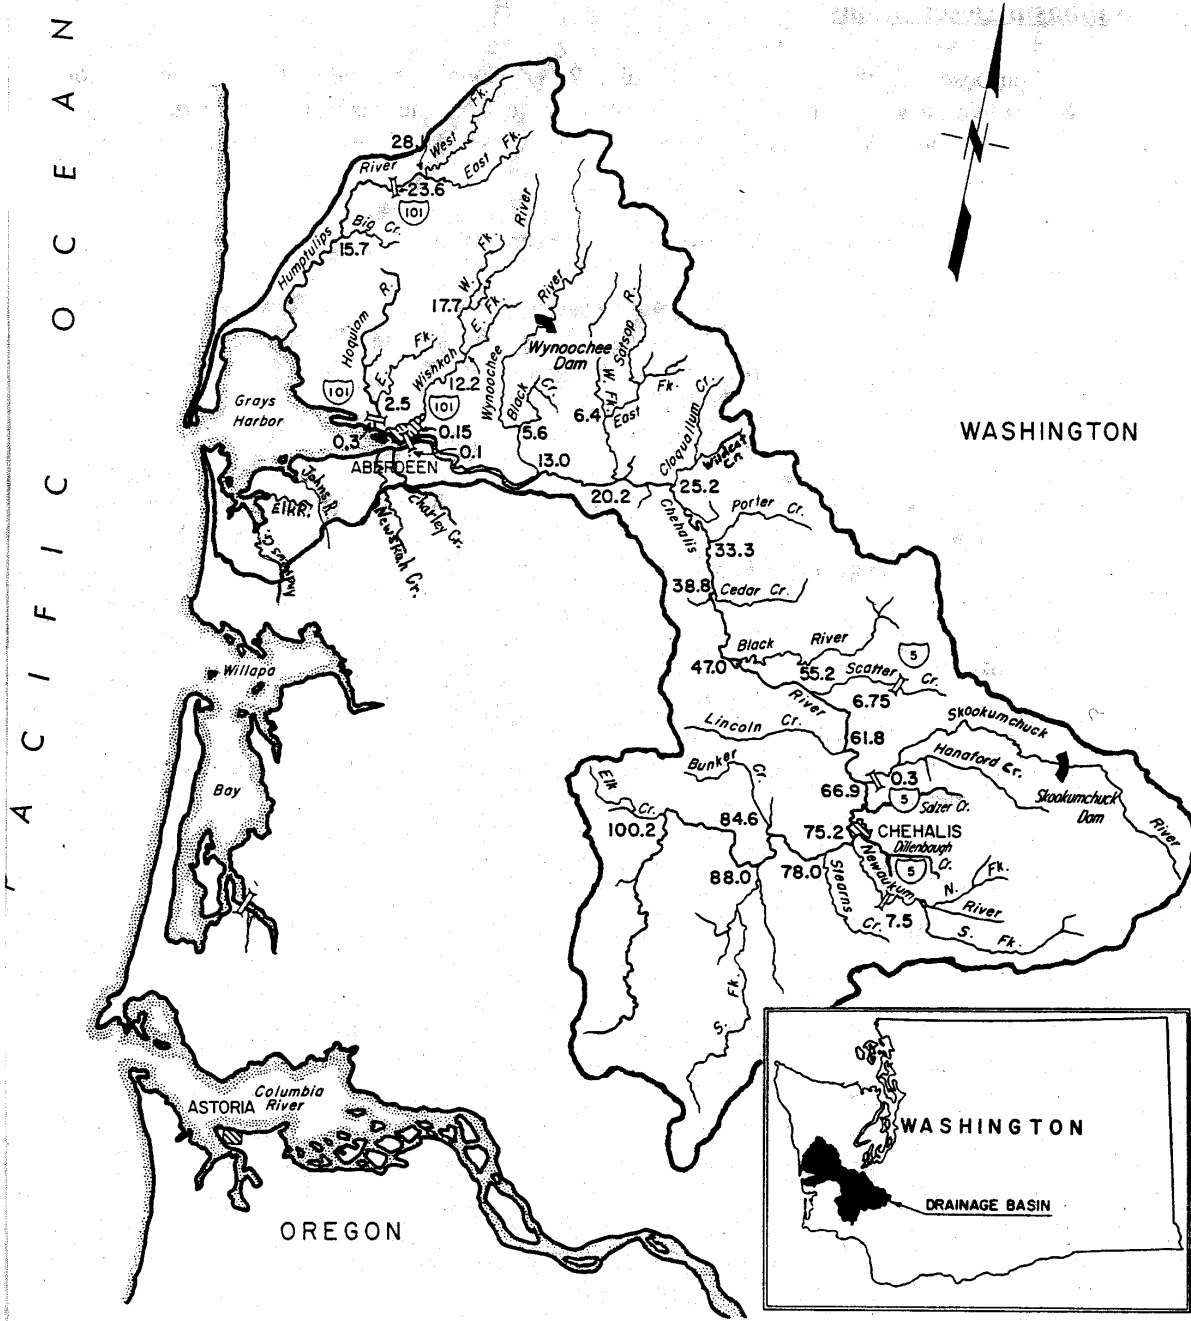 PACIFIC OCEAN
28.1
West Fk.
East Fk.
River
23.6
101
Humptulips
Big Cr.
15.7
Hoquiam R.
W. Fk.
River
17.7
E. Fk.
Wishkah
12.2
E. Fk.
2.5
101
101
0.3
0.15
0.1
Grays
Harbor
ABERDEEN
Johns R.
Elk R.
Andrews Cr.
Newskah Cr.
Charley Cr.
Wynoochee
River
Wynoochee
Dam
Black Cr.
5.6
13.0
W. Fk.
Satsop R.
East Fk.
6.4
20.2
Cloquallum Cr.
Wildcat
Cr.
25.2
Chehalis
River
Porter Cr.
33.3
38.8
Cedar Cr.
47.0
Black River
55.2
Scatter Cr.
5
6.75
Lincoln Cr.
61.8
Skookumchuck
River
Hanaford Cr.
Skookumchuck
Dam
0.3
5
66.9
Salzer Cr.
75.2
CHEHALIS
Dillenbaugh
Cr.
5
Newaukum
N. Fk.
River
S. Fk.
7.5
Stearns
Cr.
78.0
Bunker Cr.
84.6
88.0
Elk
Cr.
100.2
S. Fk.
WASHINGTON
Willapa
Bay
Columbia
River
ASTORIA
OREGON
WASHINGTON
DRAINAGE BASIN